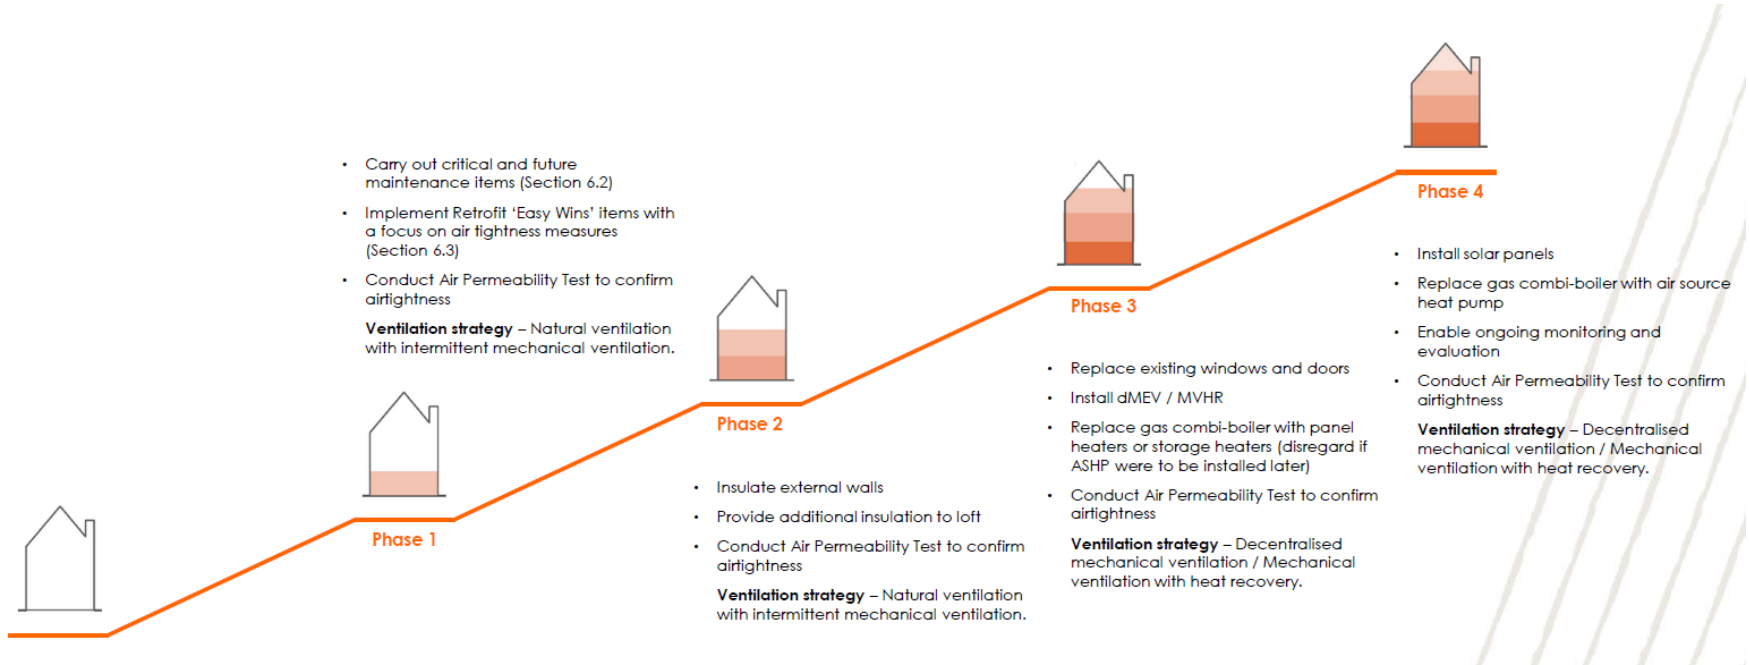 • Carry out critical and future
maintenance items (Section 6.2)
• Implement Retrofit ‘Easy Wins’ items with
a focus on air tightness measures
(Section 6.3)
• Conduct Air Permeability Test to confirm
airtightness
Ventilation strategy – Natural ventilation
with intermittent mechanical ventilation.
Phase 1
Phase 2
• Insulate external walls
• Provide additional insulation to loft
• Conduct Air Permeability Test to confirm
airtightness
Ventilation strategy – Natural ventilation
with intermittent mechanical ventilation.
Phase 3
• Replace existing windows and doors
• Install dMEV / MVHR
• Replace gas combi-boiler with panel
heaters or storage heaters (disregard if
ASHP were to be installed later)
• Conduct Air Permeability Test to confirm
airtightness
Ventilation strategy – Decentralised
mechanical ventilation / Mechanical
ventilation with heat recovery.
Phase 4
• Install solar panels
• Replace gas combi-boiler with air source
heat pump
• Enable ongoing monitoring and
evaluation
• Conduct Air Permeability Test to confirm
airtightness
Ventilation strategy – Decentralised
mechanical ventilation / Mechanical
ventilation with heat recovery.